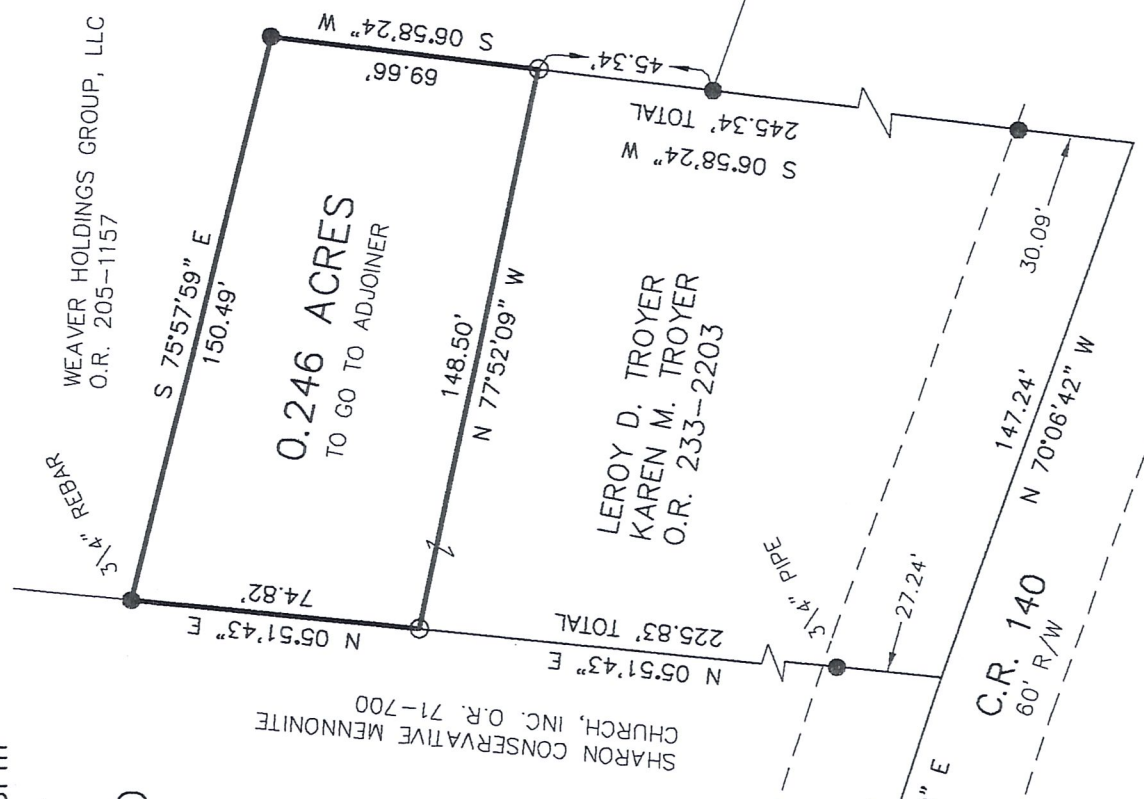 WEAVER HOLDINGS GROUP, LLC
O.R. 205-1157
3/4" REBAR
S 75°57'59" E
150.49'
S 06°58'24" W
69.66'
0.246 ACRES
TO GO TO ADJOINER
148.50'
N 77°52'09" W
N 05°51'43" E
74.82'
45.34'
245.34' TOTAL
S 06°58'24" W
LEROY D. TROYER
KAREN M. TROYER
O.R. 233-2203
225.83' TOTAL
N 05°51'43" E
SHARON CONSERVATIVE MENNONITE
CHURCH, INC. O.R. 71-700
3/4" PIPE
27.24'
30.09'
147.24'
N 70°06'42" W
C.R. 140
60' R/W
" E